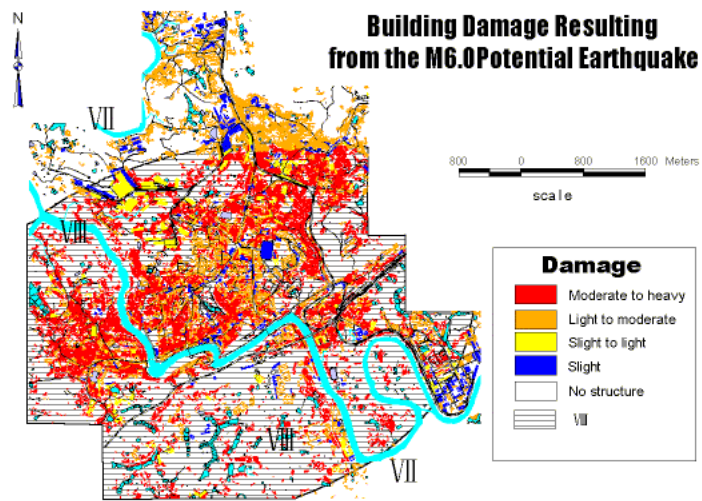 N
Building Damage Resulting
from the M6.0Potential Earthquake
Ⅶ
800 0 800 1600 Meters
scale
Ⅷ
Damage
Moderate to heavy
Light to moderate
Slight to light
Slight
No structure
Ⅷ
Ⅷ
Ⅶ